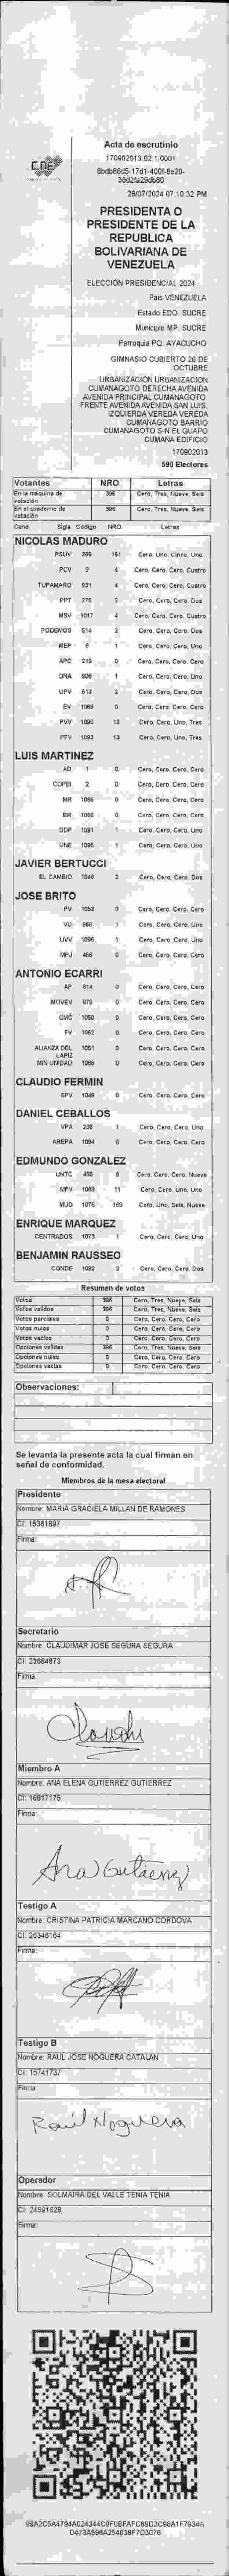 CNE
Acta de escrutinio
170902013.02.1.0001
28/07/2024 07:10:32 PM
PRESIDENTA O
PRESIDENTE DE LA
REPUBLICA
BOLIVARIANA DE
VENEZUELA
ELECCIÓN PRESIDENCIAL 2024
Pais VENEZUELA
Estado EDO. SUCRE
Municipio MP. SUCRE
Parroquia PQ. AYACUCHO
GIMNASIO CUBIERTO 26 DE
OCTUBRE
URBANIZACION URBANIZACION
CUMANAGOTO DERECHA AVENIDA
AVENIDA PRINCIPAL CUMANAGOTO
FRENTE AVENIDA AVENIDA SAN LUIS.
IZQUIERDA VEREDA VEREDA
CUMANAGOTO BARRIO
CUMANAGOTO S-N EL GUAPO
CUMANA EDIFICIO
170902013
590 Electores
Votantes NRO. Letras
En la máquina de votación 396 Cero, Tres, Nueve, Seis
En el cuaderno de votación 396 Cero, Tres, Nueve, Seis
Cand. Sigla Código NRO. Letras
NICOLAS MADURO
PSUV 269 151 Cero, Uno, Cinco, Uno
PCV 9 4 Cero, Cero, Cero, Cuatro
TUPAMARO 931 4 Cero, Cero, Cero, Cuatro
PPT 275 2 Cero, Cero, Cero, Dos
MSV 1017 4 Cero, Cero, Cero, Cuatro
PODEMOS 514 2 Cero, Cero, Cero, Dos
MEP 6 1 Cero, Cero, Cero, Uno
APC 219 0 Cero, Cero, Cero, Cero
ORA 906 1 Cero, Cero, Cero, Uno
UPV 613 2 Cero, Cero, Cero, Dos
EV 1089 0 Cero, Cero, Cero, Cero
PVV 1090 13 Cero, Cero, Uno, Tres
PFV 1093 13 Cero, Cero, Uno, Tres
LUIS MARTINEZ
AD 1 0 Cero, Cero, Cero, Cero
COPEI 2 0 Cero, Cero, Cero, Cero
MR 1065 0 Cero, Cero, Cero, Cero
BR 1066 0 Cero, Cero, Cero, Cero
DDP 1091 1 Cero, Cero, Cero, Uno
UNE 1095 1 Cero, Cero, Cero, Uno
JAVIER BERTUCCI
EL CAMBIO 1046 2 Cero, Cero, Cero, Dos
JOSE BRITO
PV 1053 0 Cero, Cero, Cero, Cero
VU 868 1 Cero, Cero, Cero, Uno
UVV 1096 1 Cero, Cero, Cero, Uno
MPJ 458 0 Cero, Cero, Cero, Cero
ANTONIO ECARRI
AP 914 0 Cero, Cero, Cero, Cero
MOVEV 879 0 Cero, Cero, Cero, Cero
CMC 1050 0 Cero, Cero, Cero, Cero
FV 1062 0 Cero, Cero, Cero, Cero
ALIANZA DEL LAPIZ 1061 0 Cero, Cero, Cero, Cero
MIN UNIDAD 1068 0 Cero, Cero, Cero, Cero
CLAUDIO FERMIN
SPV 1049 0 Cero, Cero, Cero, Cero
DANIEL CEBALLOS
VPA 236 1 Cero, Cero, Cero, Uno
AREPA 1094 0 Cero, Cero, Cero, Cero
EDMUNDO GONZALEZ
UNTC 450 9 Cero, Cero, Cero, Nueve
MPV 1069 11 Cero, Cero, Uno, Uno
MUD 1075 169 Cero, Uno, Seis, Nueve
ENRIQUE MARQUEZ
CENTRADOS 1073 1 Cero, Cero, Cero, Uno
BENJAMIN RAUSSEO
CONDE 1092 2 Cero, Cero, Cero, Dos
Resumen de votos
Votos 396 Cero, Tres, Nueve, Seis
Votos validos 396 Cero, Tres, Nueve, Seis
Votos parciales 0 Cero, Cero, Cero, Cero
Votos nulos 0 Cero, Cero, Cero, Cero
Votos vacíos 0 Cero, Cero, Cero, Cero
Opciones validas 396 Cero, Tres, Nueve, Seis
Opciones nulas 0 Cero, Cero, Cero, Cero
Opciones vacías 0 Cero, Cero, Cero, Cero
Observaciones:
Se levanta la presente acta la cual firman en
señal de conformidad.
Miembros de la mesa electoral
Presidente
Nombre: MARIA GRACIELA MILLAN DE RAMONES
CI: 15361897
Firma:
Secretario
Nombre: CLAUDIMAR JOSE SEGURA SEGURA
CI: 23684873
Firma:
Miembro A
Nombre: ANA ELENA GUTIERREZ GUTIERREZ
CI: 16817175
Firma:
Ana Gutierrez
Testigo A
Nombre: CRISTINA PATRICIA MARCANO CORDOVA
CI: 26346164
Firma:
Testigo B
Nombre: RAUL JOSE NOGUERA CATALAN
CI: 15741737
Firma:
Raúl Noguera
Operador
Nombre: SOLMAIRA DEL VALLE TENIA TENIA
CI: 24691628
Firma: